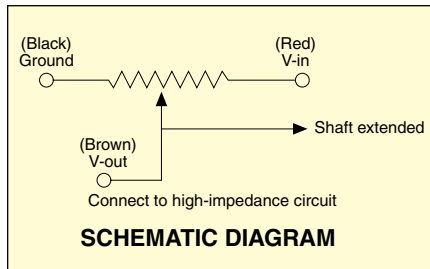 (Black)
Ground
(Red)
V-in
Shaft extended
(Brown)
V-out
Connect to high-impedance circuit
SCHEMATIC DIAGRAM